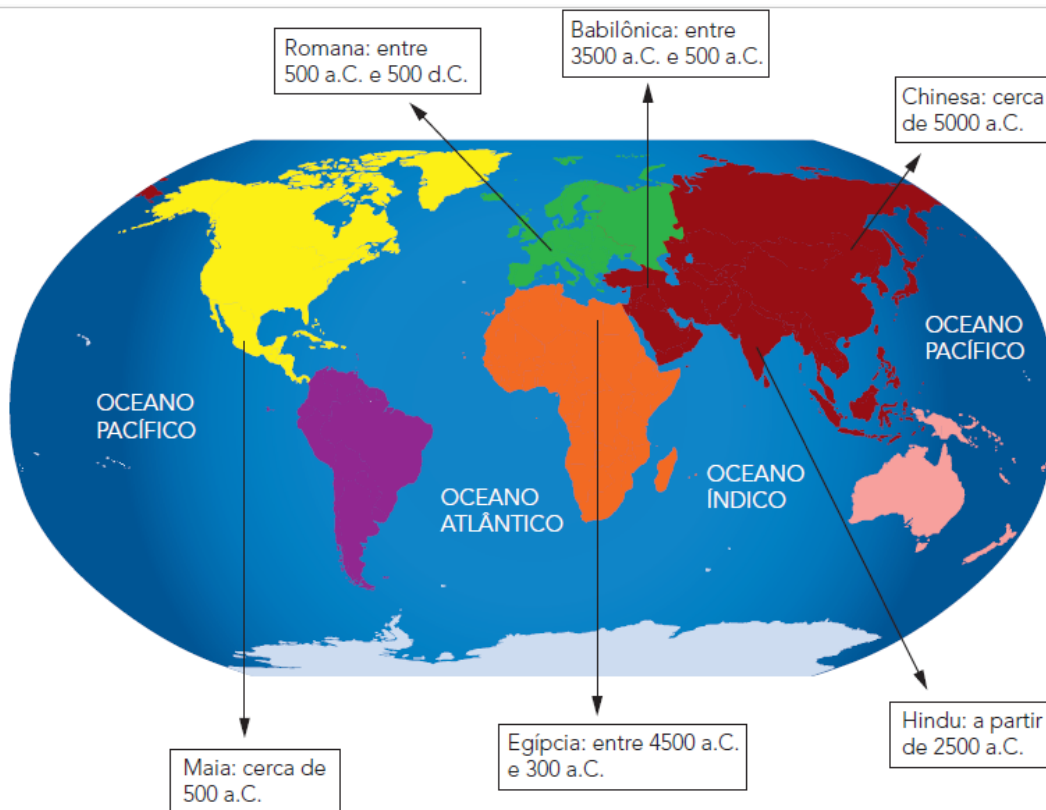 Romana: entre
500 a.C. e 500 d.C.
Babilônica: entre
3500 a.C. e 500 a.C.
Chinesa: cerca
de 5000 a.C.
OCEANO
PACÍFICO
OCEANO
PACÍFICO
OCEANO
ATLÂNTICO
OCEANO
ÍNDICO
Maia: cerca de
500 a.C.
Egípcia: entre 4500 a.C.
e 300 a.C.
Hindu: a partir
de 2500 a.C.